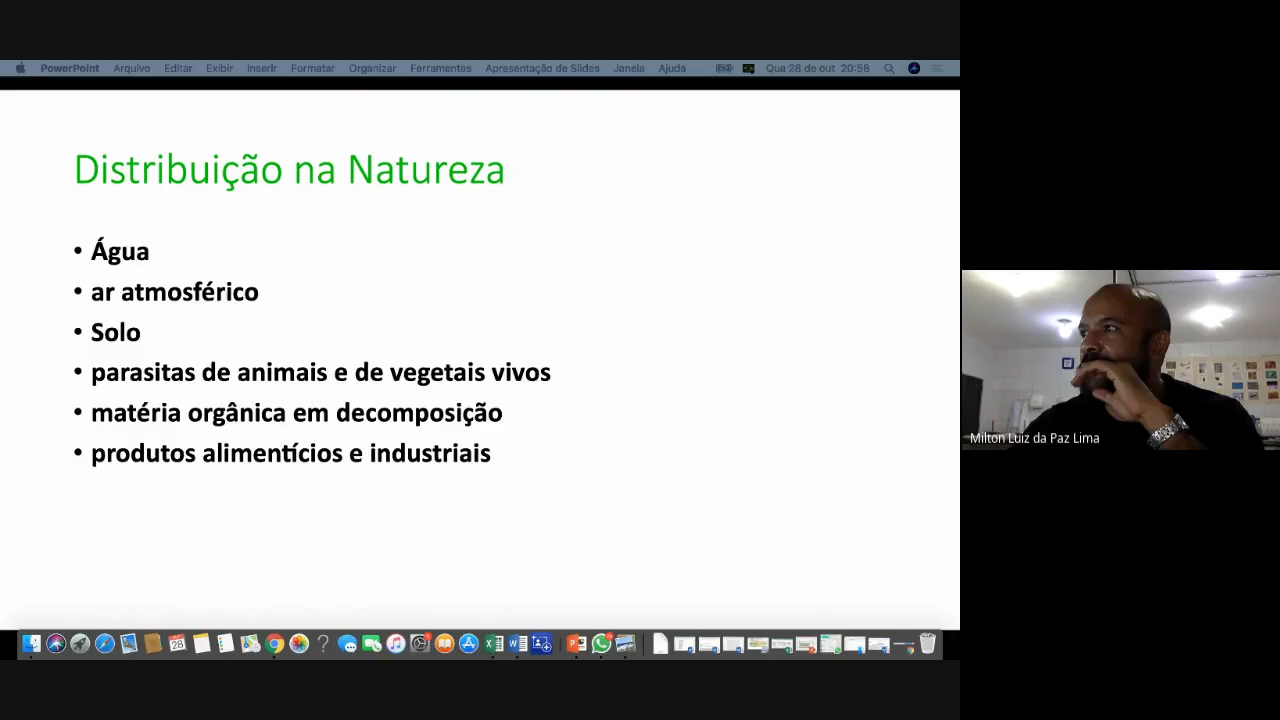 PowerPoint Arquivo Editar Exibir Inserir Formatar Organizar Ferramentas Apresentação de Slides Janela Ajuda Qua 28 de out 20:58
Distribuição na Natureza
• Água
• ar atmosférico
• Solo
• parasitas de animais e de vegetais vivos
• matéria orgânica em decomposição
• produtos alimentícios e industriais
Milton Luiz da Paz Lima
28